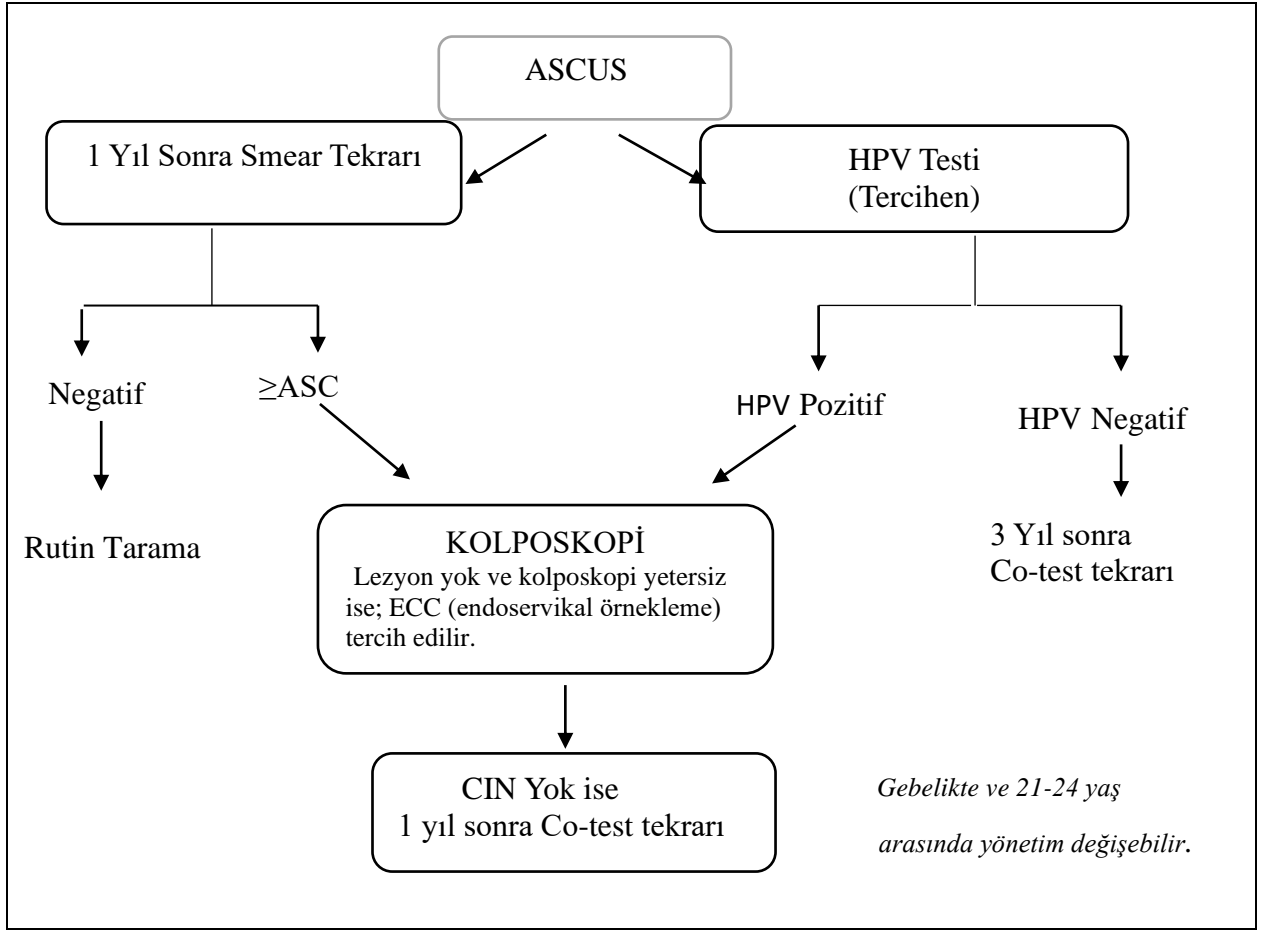 ASCUS
1 Yıl Sonra Smear Tekrarı
HPV Testi
(Tercihen)
Negatif
≥ASC
HPV Pozitif
HPV Negatif
Rutin Tarama
KOLPOSKOPİ
Lezyon yok ve kolposkopi yetersiz
ise; ECC (endoservikal örnekleme)
tercih edilir.
3 Yıl sonra
Co-test tekrarı
CIN Yok ise
1 yıl sonra Co-test tekrarı
Gebelikte ve 21-24 yaş
arasında yönetim değişebilir.